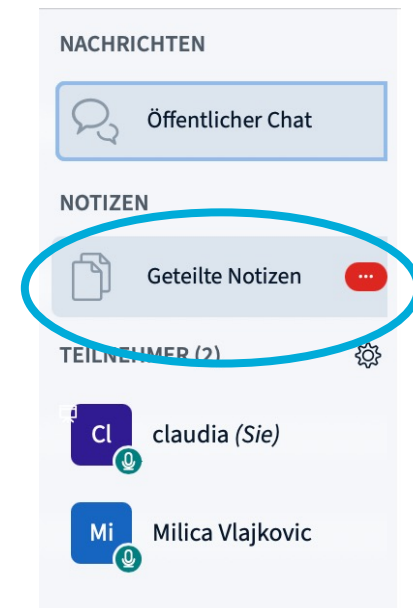 NACHRICHTEN
Öffentlicher Chat
NOTIZEN
Geteilte Notizen
TEILNEHMER (2)
Cl claudia (Sie)
Mi Milica Vlajkovic